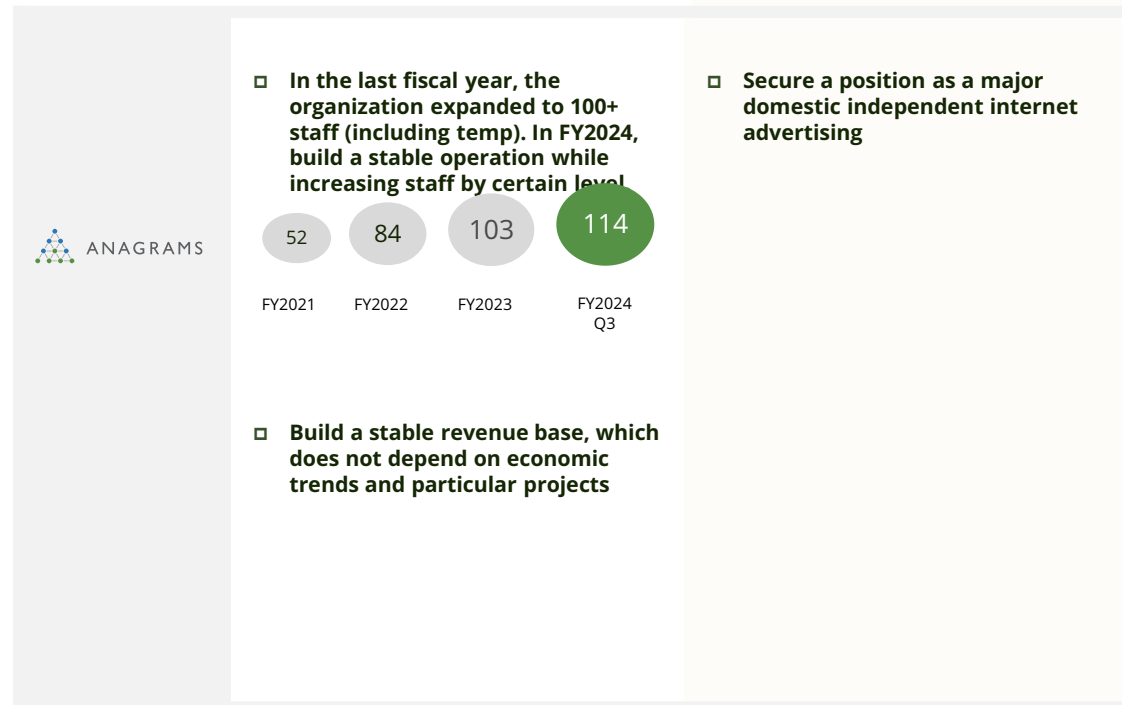 ANAGRAMS
In the last fiscal year, the
organization expanded to 100+
staff (including temp). In FY2024,
build a stable operation while
increasing staff by certain level
52
84
103
114
FY2021
FY2022
FY2023
FY2024
Q3
Build a stable revenue base, which
does not depend on economic
trends and particular projects
Secure a position as a major
domestic independent internet
advertising